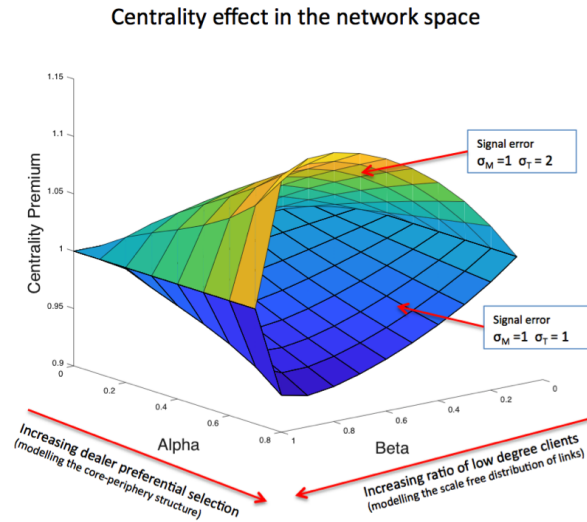 Centrality effect in the network space
1.15
1.1
1.05
1
0.95
0.9
Centrality Premium
Signal error
σM =1 σT = 2
Signal error
σM =1 σT = 1
0
0.2
0.4
0.6
0.8
Alpha
1
0.8
0.6
0.4
0.2
0
Beta
Increasing dealer preferential selection
(modelling the core-periphery structure)
Increasing ratio of low degree clients
(modelling the scale free distribution of links)